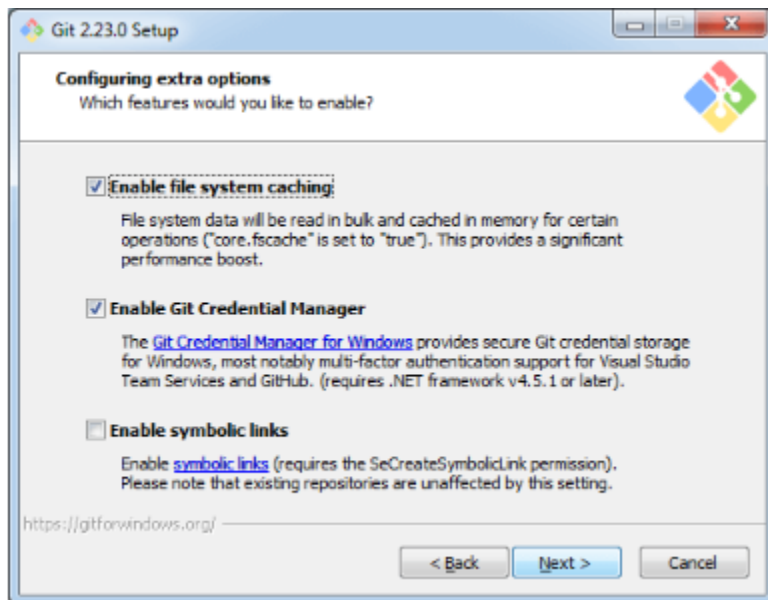 Git 2.23.0 Setup
Configuring extra options
Which features would you like to enable?
Enable file system caching
File system data will be read in bulk and cached in memory for certain
operations ("core.fscache" is set to "true"). This provides a significant
performance boost.
Enable Git Credential Manager
The Git Credential Manager for Windows provides secure Git credential storage
for Windows, most notably multi-factor authentication support for Visual Studio
Team Services and GitHub. (requires .NET framework v4.5.1 or later).
Enable symbolic links
Enable symbolic links (requires the SeCreateSymbolicLink permission).
Please note that existing repositories are unaffected by this setting.
https://gitforwindows.org/
< Back
Next >
Cancel